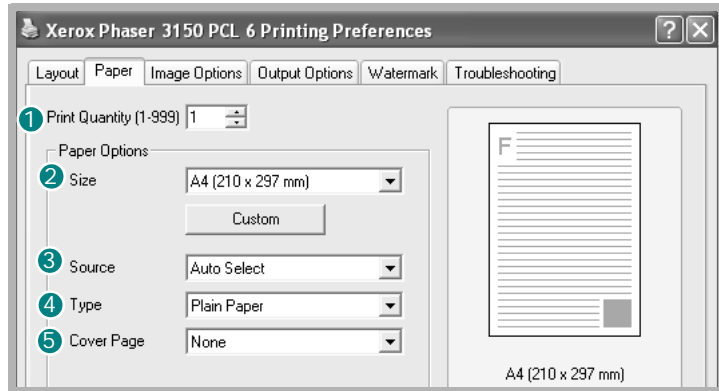 Xerox Phaser 3150 PCL 6 Printing Preferences ? X
Layout Paper Image Options Output Options Watermark Troubleshooting
1 Print Quantity (1-999) 1
Paper Options
2 Size A4 (210 x 297 mm)
Custom
3 Source Auto Select
4 Type Plain Paper
5 Cover Page None
F
A4 (210 x 297 mm)